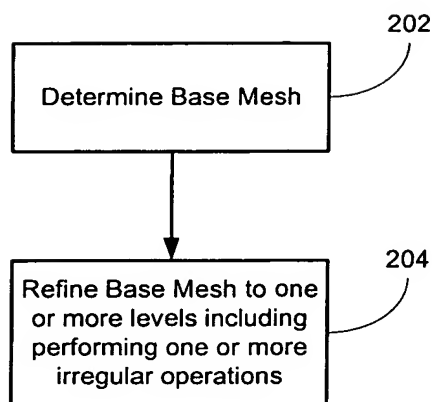 202
Determine Base Mesh
204
Refine Base Mesh to one
or more levels including
performing one or more
irregular operations